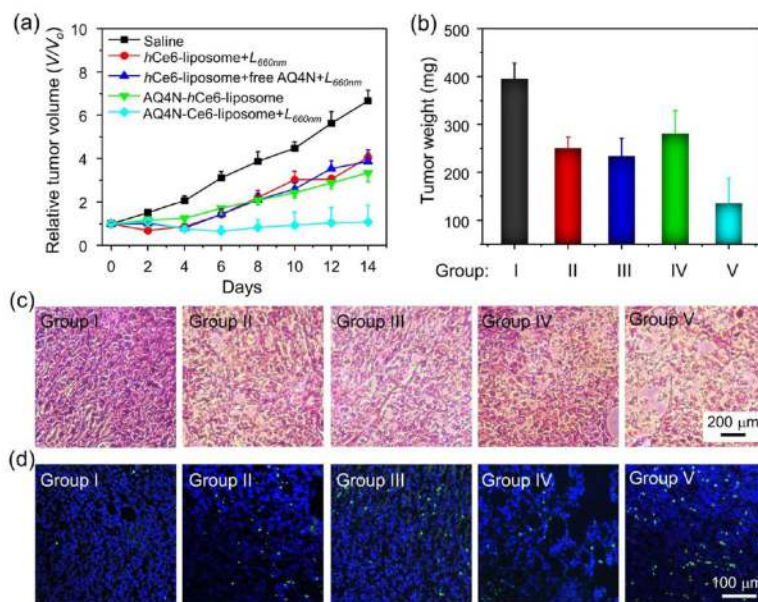 (a)
10
8
6
4
2
0
Relative tumor volume (V/Vo)
Saline
hCe6-liposome+L660nm
hCe6-liposome+free AQ4N+L660nm
AQ4N-hCe6-liposome
AQ4N-Ce6-liposome+L660nm
0 2 4 6 8 10 12 14
Days
(b)
Tumor weight (mg)
400
300
200
100
Group: I II III IV V
(c)
Group I Group II Group III Group IV Group V
200 μm
(d)
Group I Group II Group III Group IV Group V
100 μm